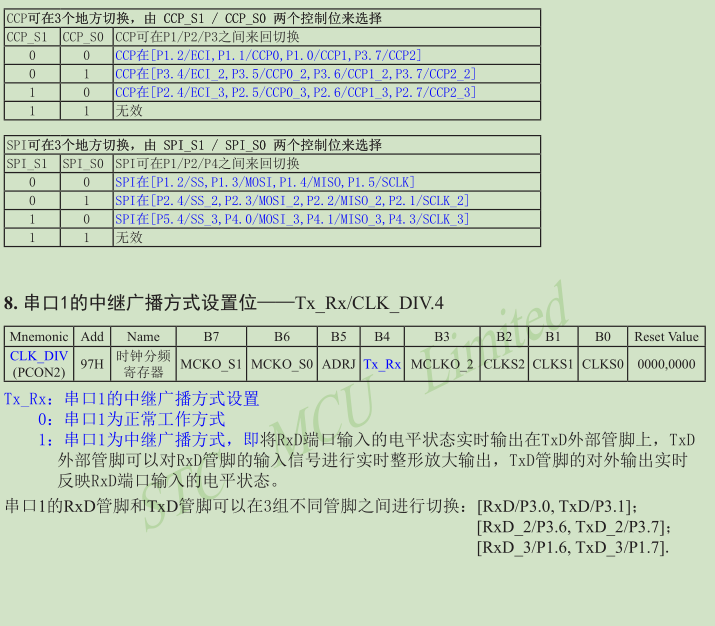 CCP可在3个地方切换，由 CCP_S1 / CCP_S0 两个控制位来选择
CCP_S1 CCP_S0 CCP可在P1/P2/P3之间来回切换
0 0 CCP在[P1.2/ECI,P1.1/CCP0,P1.0/CCP1,P3.7/CCP2]
0 1 CCP在[P3.4/ECI_2,P3.5/CCP0_2,P3.6/CCP1_2,P3.7/CCP2_2]
1 0 CCP在[P2.4/ECI_3,P2.5/CCP0_3,P2.6/CCP1_3,P2.7/CCP2_3]
1 1 无效
SPI可在3个地方切换，由 SPI_S1 / SPI_S0 两个控制位来选择
SPI_S1 SPI_S0 SPI可在P1/P2/P4之间来回切换
0 0 SPI在[P1.2/SS,P1.3/MOSI,P1.4/MISO,P1.5/SCLK]
0 1 SPI在[P2.4/SS_2,P2.3/MOSI_2,P2.2/MISO_2,P2.1/SCLK_2]
1 0 SPI在[P5.4/SS_3,P4.0/MOSI_3,P4.1/MISO_3,P4.3/SCLK_3]
1 1 无效
8. 串口1的中继广播方式设置位——Tx_Rx/CLK_DIV.4
Mnemonic Add Name B7 B6 B5 B4 B3 B2 B1 B0 Reset Value
CLK_DIV (PCON2) 97H 时钟分频寄存器 MCKO_S1 MCKO_S0 ADRJ Tx_Rx MCLKO_2 CLKS2 CLKS1 CLKS0 0000,0000
Tx_Rx：串口1的中继广播方式设置
0：串口1为正常工作方式
1：串口1为中继广播方式，即将RxD端口输入的电平状态实时输出在TxD外部管脚上，TxD
外部管脚可以对RxD管脚的输入信号进行实时整形放大输出，TxD管脚的对外输出实时
反映RxD端口输入的电平状态。
串口1的RxD管脚和TxD管脚可以在3组不同管脚之间进行切换：[RxD/P3.0, TxD/P3.1]；
[RxD_2/P3.6, TxD_2/P3.7]；
[RxD_3/P1.6, TxD_3/P1.7].
STC MCU Limited